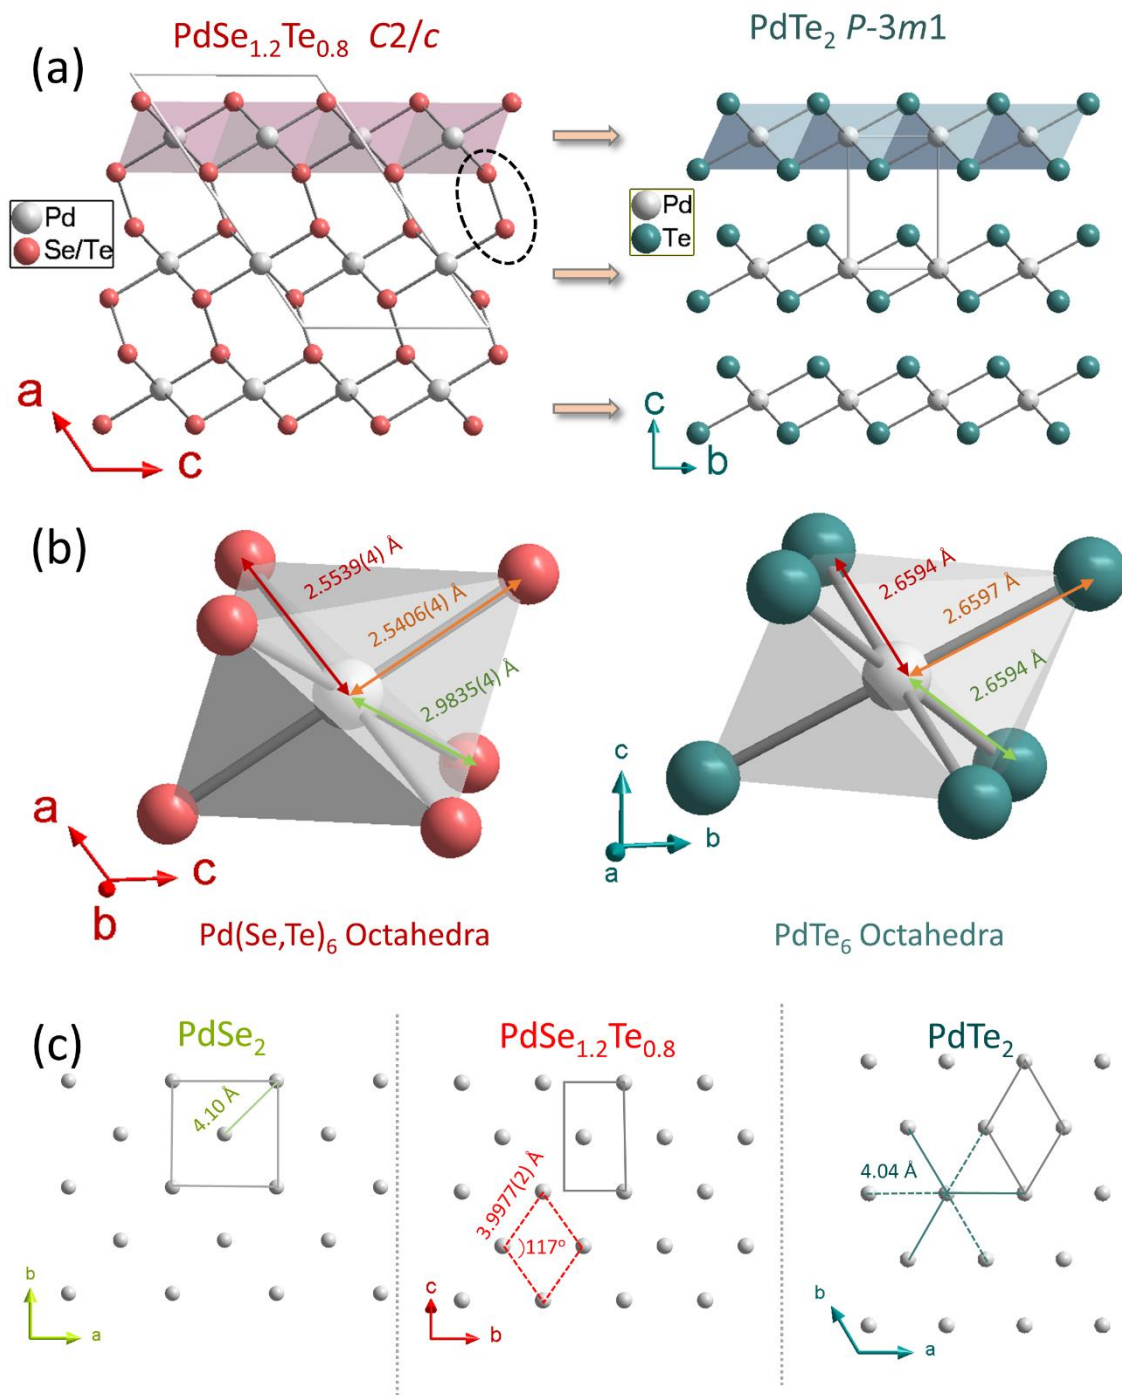 PdSe1.2Te0.8 C2/c
PdTe2 P-3m1
(a)
Pd
Se/Te
Pd
Te
a
c
c
b
(b)
2.5539(4) Å
2.5406(4) Å
2.9835(4) Å
2.6594 Å
2.6597 Å
2.6594 Å
a
c
b
c
b
a
Pd(Se,Te)6 Octahedra
PdTe6 Octahedra
(c)
PdSe2
PdSe1.2Te0.8
PdTe2
4.10 Å
3.9977(2) Å
117°
4.04 Å
b
a
c
b
b
a